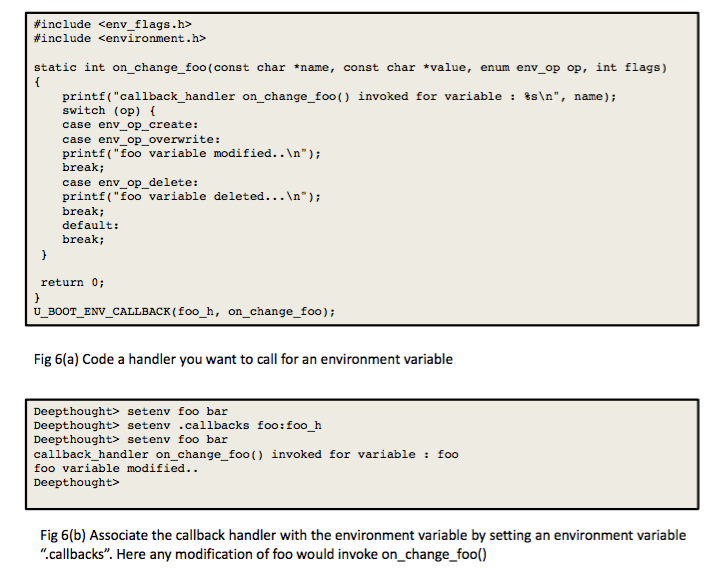 #include <env_flags.h>
#include <environment.h>
static int on_change_foo(const char *name, const char *value, enum env_op op, int flags)
{
printf("callback_handler on_change_foo() invoked for variable : %s\n", name);
switch (op) {
case env_op_create:
case env_op_overwrite:
printf("foo variable modified..\n");
break;
case env_op_delete:
printf("foo variable deleted...\n");
break;
default:
break;
}
return 0;
}
U_BOOT_ENV_CALLBACK(foo_h, on_change_foo);
Fig 6(a) Code a handler you want to call for an environment variable
Deepthought> setenv foo bar
Deepthought> setenv .callbacks foo:foo_h
Deepthought> setenv foo bar
callback_handler on_change_foo() invoked for variable : foo
foo variable modified..
Deepthought>
Fig 6(b) Associate the callback handler with the environment variable by setting an environment variable
“.callbacks”. Here any modification of foo would invoke on_change_foo()